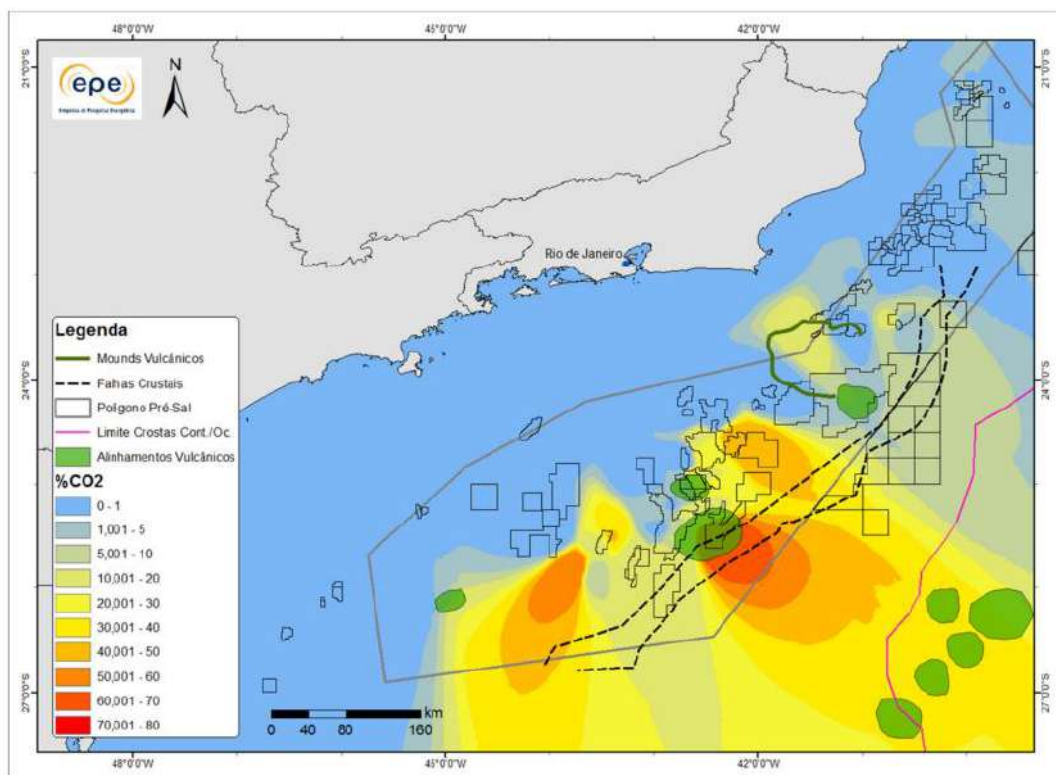 48°0'0"W
45°0'0"W
42°0'0"W
21°0'0"S
21°0'0"S
epe
Empresa de Pesquisa Energética
N
Rio de Janeiro
24°0'0"S
24°0'0"S
Legenda
Mounds Vulcânicos
Falhas Crustais
Polígono Pré-Sal
Limite Crostas Cont./Oc.
Alinhamentos Vulcânicos
%CO2
0 - 1
1,001 - 5
5,001 - 10
10,001 - 20
20,001 - 30
30,001 - 40
40,001 - 50
50,001 - 60
60,001 - 70
70,001 - 80
27°0'0"S
27°0'0"S
km
0 40 80 160
48°0'0"W
45°0'0"W
42°0'0"W